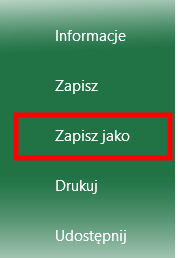 Informacje
Zapisz
Zapisz jako
Drukuj
Udostępnij